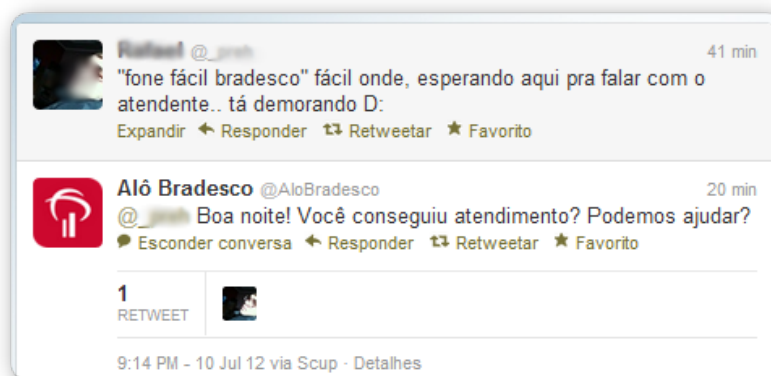 41 min
"fone fácil bradesco" fácil onde, esperando aqui pra falar com o
atendente.. tá demorando D:
Expandir Responder Retweetar Favorito
Alô Bradesco @AloBradesco 20 min
Boa noite! Você conseguiu atendimento? Podemos ajudar?
Esconder conversa Responder Retweetar Favorito
1
RETWEET
9:14 PM - 10 Jul 12 via Scup · Detalhes